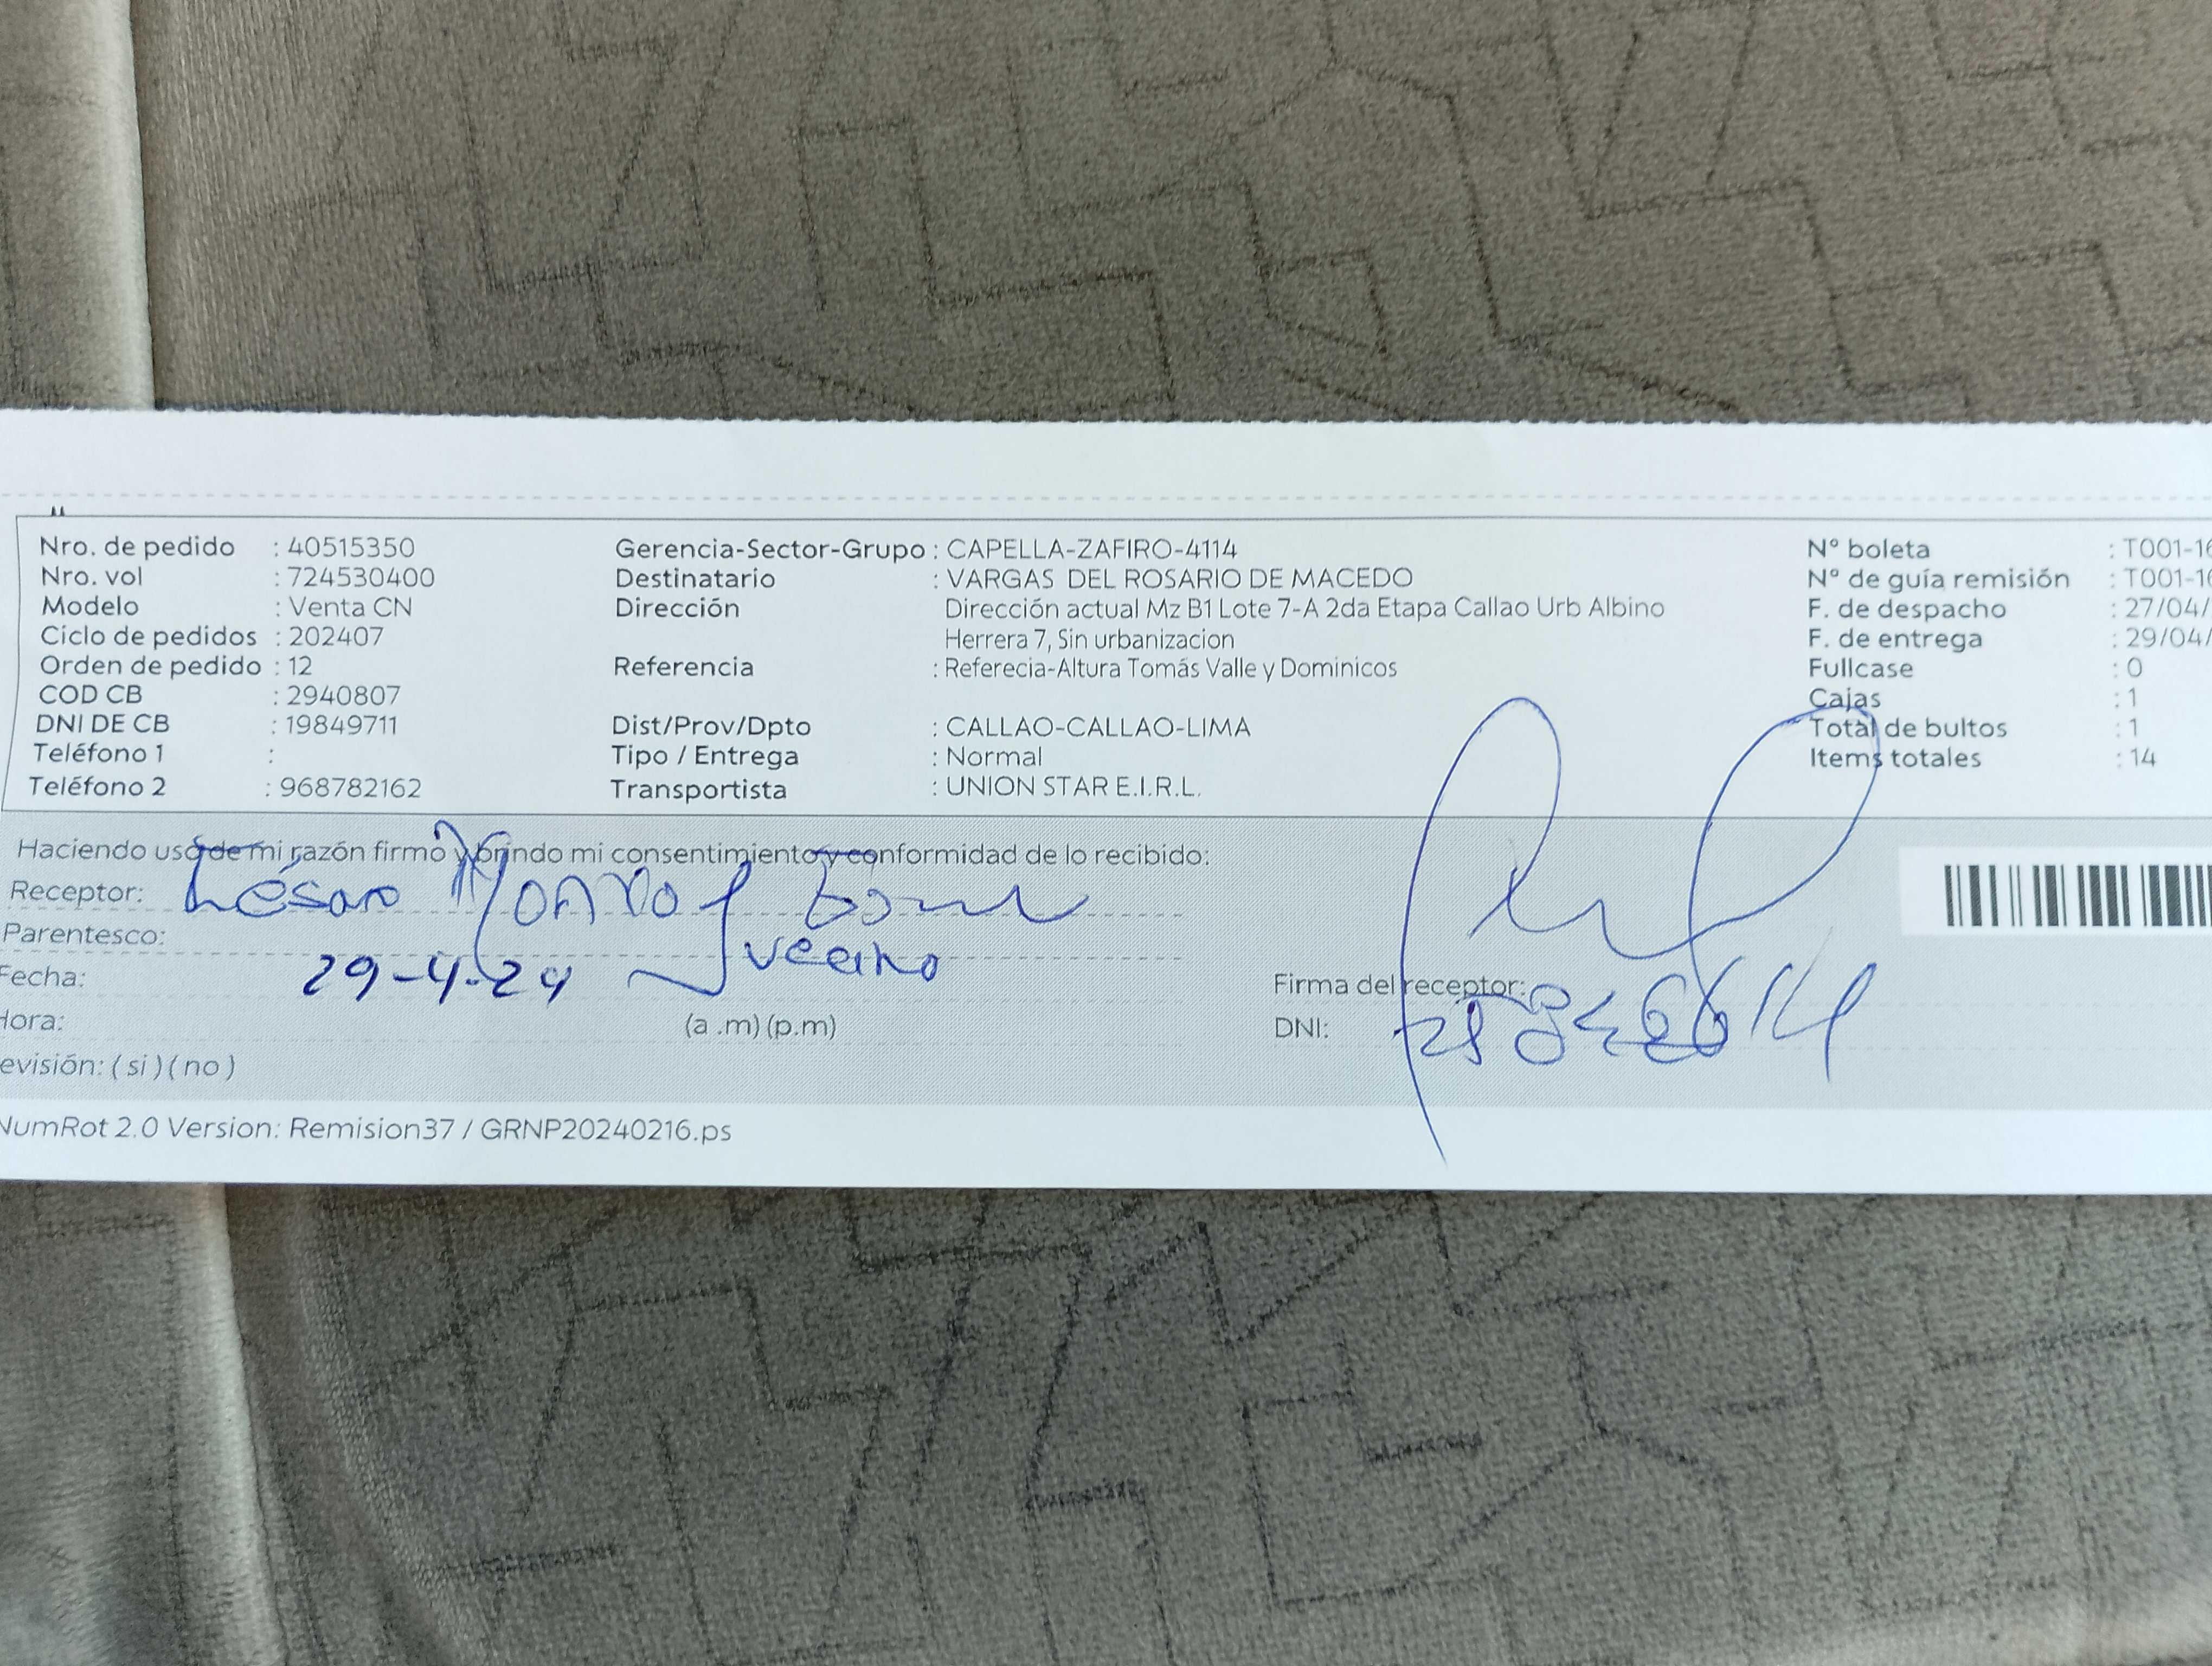 Nro. de pedido : 40515350
Nro. vol : 724530400
Modelo : Venta CN
Ciclo de pedidos : 202407
Orden de pedido : 12
COD CB : 2940807
DNI DE CB : 19849711
Teléfono 1 :
Teléfono 2 : 968782162
Gerencia-Sector-Grupo : CAPELLA-ZAFIRO-4114
Destinatario : VARGAS DEL ROSARIO DE MACEDO
Dirección Dirección actual Mz B1 Lote 7-A 2da Etapa Callao Urb Albino
Herrera 7, Sin urbanizacion
Referencia : Referecia-Altura Tomás Valle y Dominicos
Dist/Prov/Dpto : CALLAO-CALLAO-LIMA
Tipo / Entrega : Normal
Transportista : UNION STAR E.I.R.L.
N° boleta : T001-16
N° de guía remisión : T001-16
F. de despacho : 27/04/
F. de entrega : 29/04/
Fullcase : 0
Cajas : 1
Total de bultos : 1
Items totales : 14
Haciendo uso de mi razón firmo y brindo mi consentimiento y conformidad de lo recibido:
Receptor: César Monroy
Parentesco: vecino
Fecha: 29-4-24
Hora: (a .m) (p.m)
evisión: ( si ) ( no )
Firma del receptor:
DNI:
NumRot 2.0 Version: Remision37 / GRNP20240216.ps